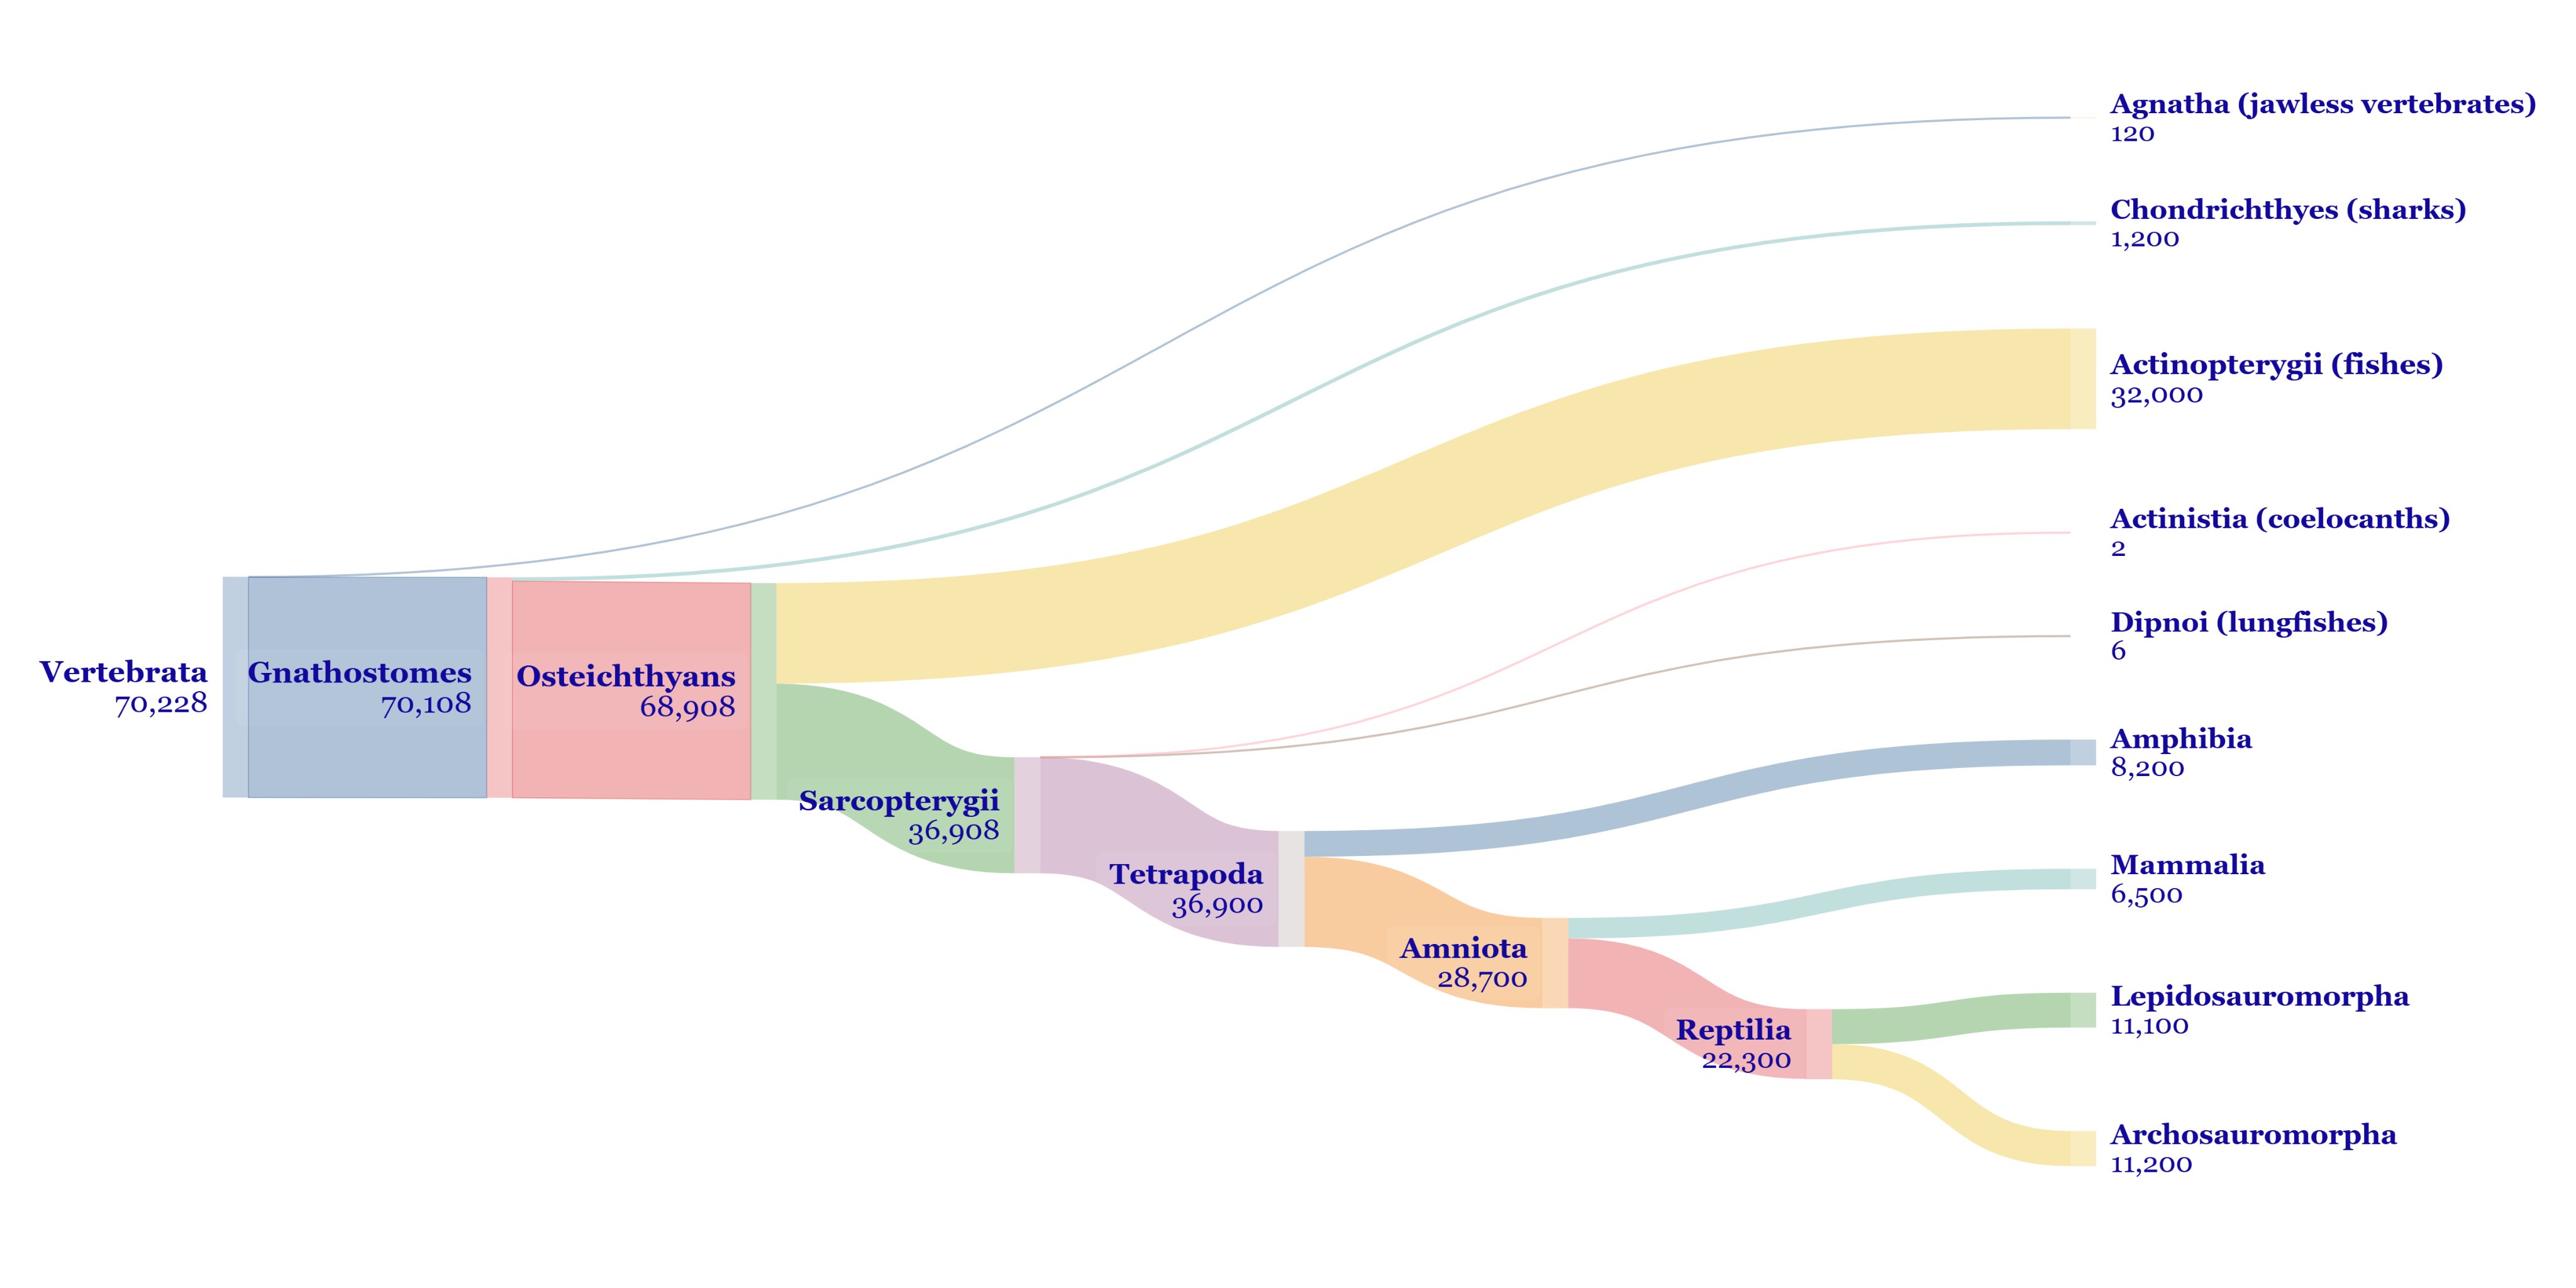 Agnatha (jawless vertebrates)
120
Chondrichthyes (sharks)
1,200
Actinopterygii (fishes)
32,000
Actinistia (coelocanths)
2
Dipnoi (lungfishes)
6
Vertebrata
70,228
Gnathostomes
70,108
Osteichthyans
68,908
Sarcopterygii
36,908
Tetrapoda
36,900
Amniota
28,700
Reptilia
22,300
Amphibia
8,200
Mammalia
6,500
Lepidosauromorpha
11,100
Archosauromorpha
11,200